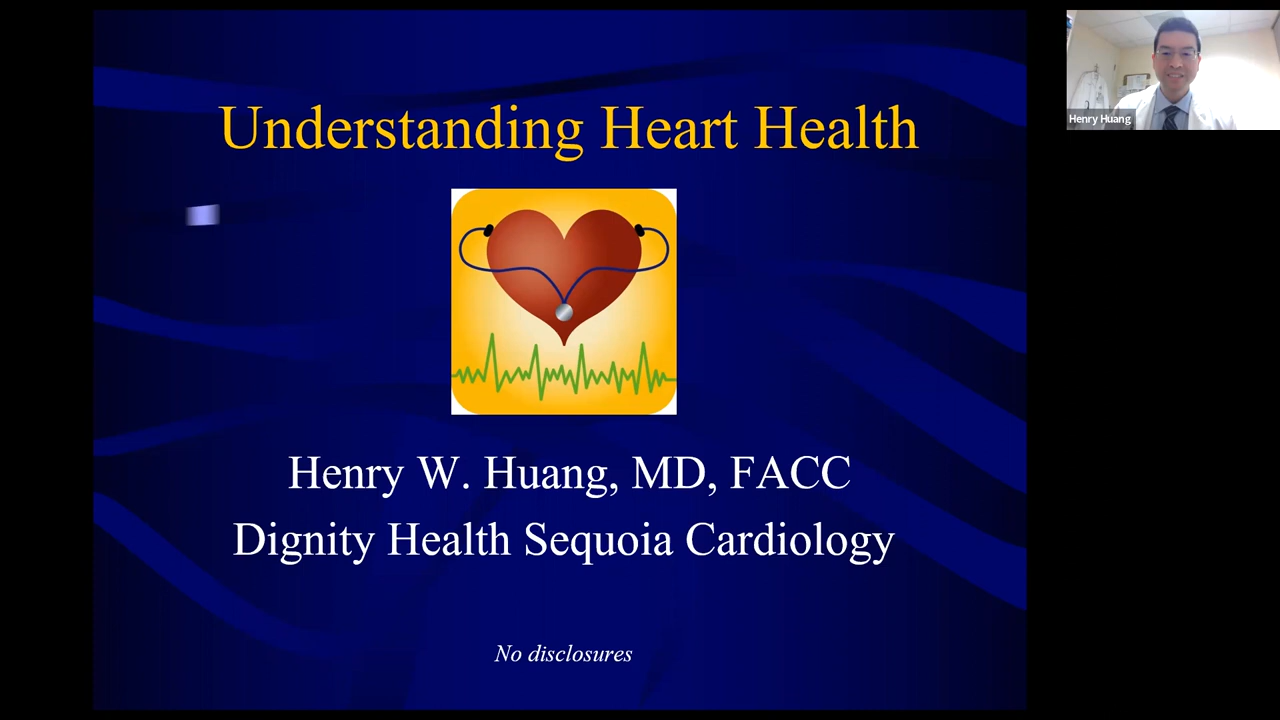 Understanding Heart Health
Henry Huang
Henry W. Huang, MD, FACC
Dignity Health Sequoia Cardiology
No disclosures